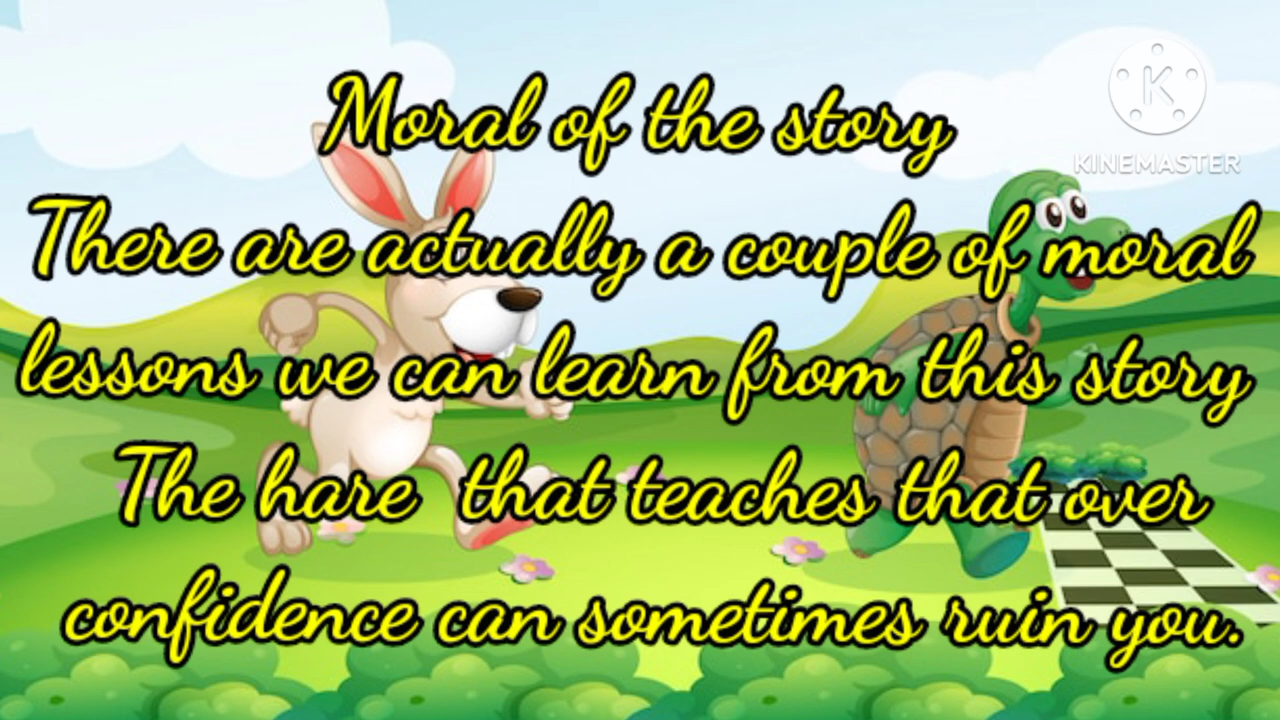 Moral of the story
KINEMASTER
There are actually a couple of moral
lessons we can learn from this story
The hare  that teaches that over
confidence can sometimes ruin you.